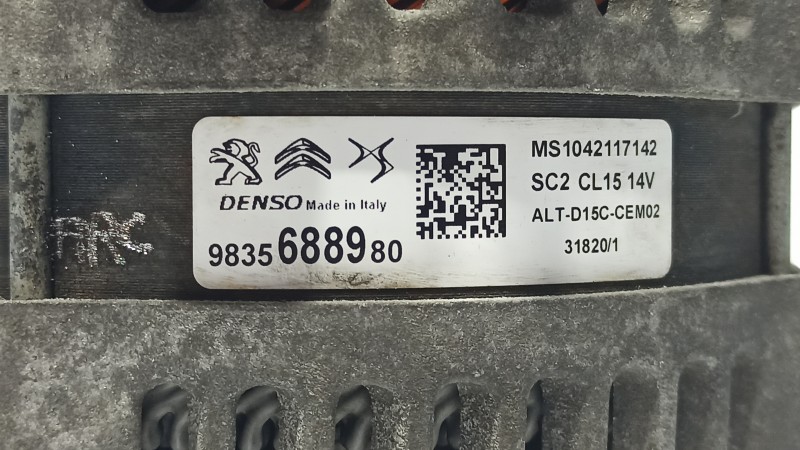 DENSO Made in Italy
9835688980
MS1042117142
SC2 CL15 14V
ALT-D15C-CEM02
31820/1